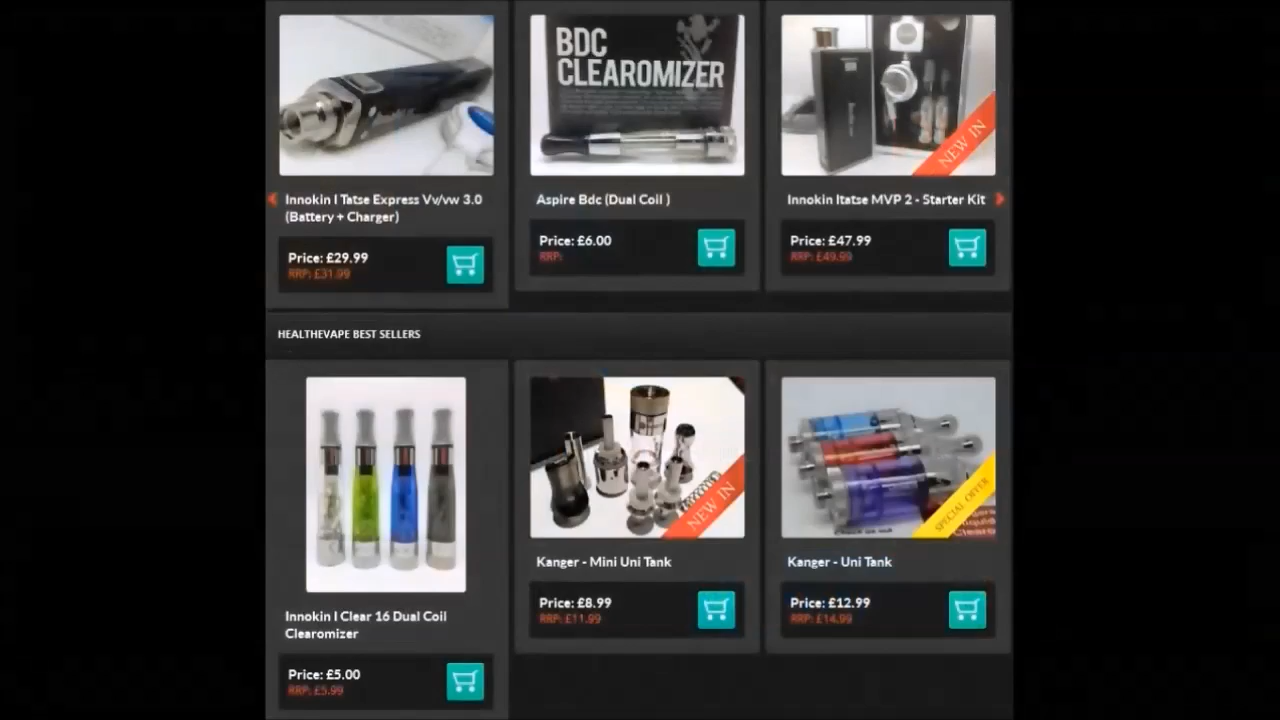 BDC
CLEAROMIZER
NEW IN
Innokin I Tatse Express Vv/vw 3.0
(Battery + Charger)
Aspire Bdc (Dual Coil )
Innokin Itatse MVP 2 - Starter Kit
Price: £29.99
RRP: £31.99
Price: £6.00
RRP:
Price: £47.99
RRP: £49.99
HEALTHEVAPE BEST SELLERS
NEW IN
SPECIAL OFFER
Innokin I Clear 16 Dual Coil
Clearomizer
Kanger - Mini Uni Tank
Kanger - Uni Tank
Price: £5.00
RRP: £5.99
Price: £8.99
RRP: £11.99
Price: £12.99
RRP: £14.99